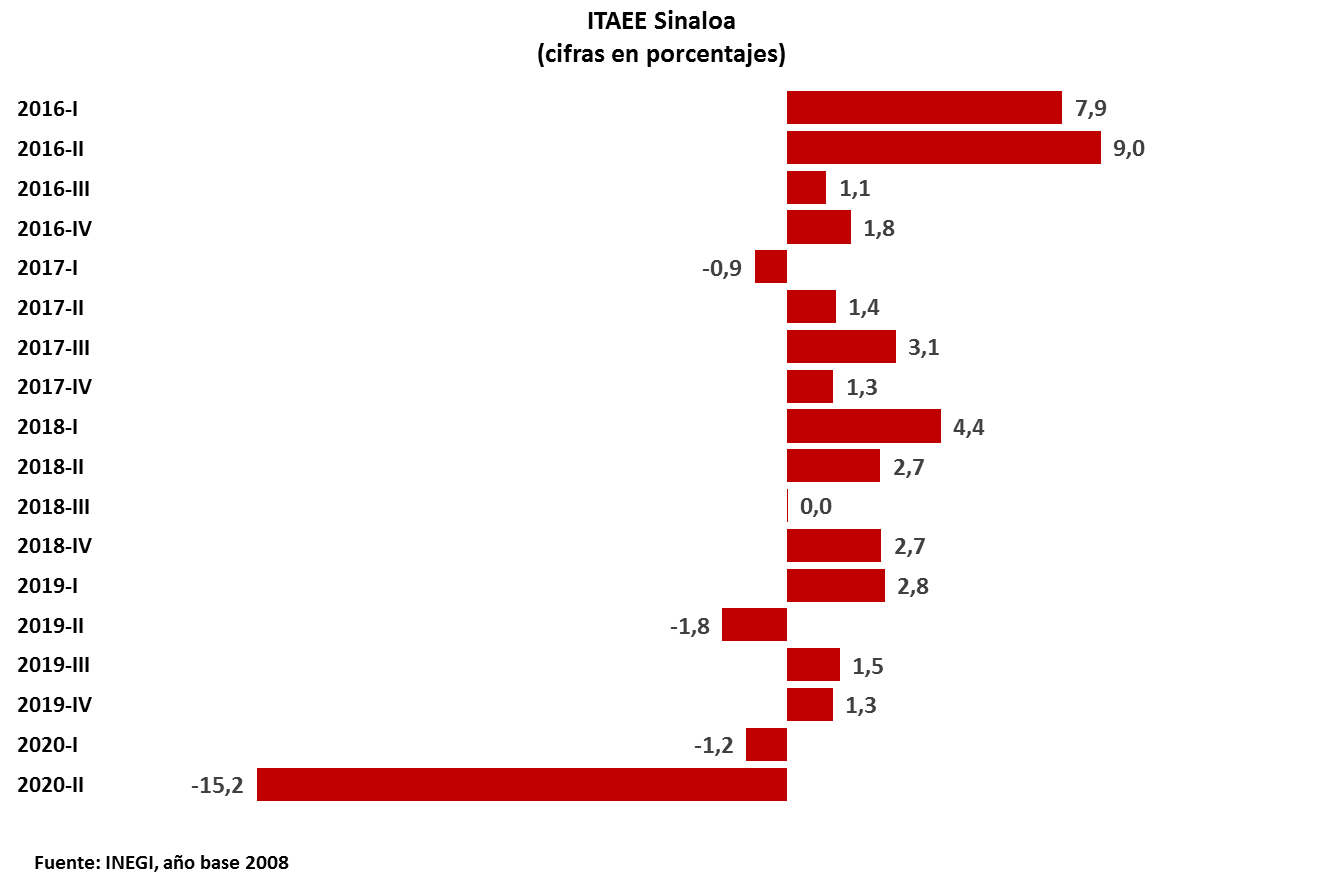 ITAEE Sinaloa
(cifras en porcentajes)
2016-I 7,9
2016-II 9,0
2016-III 1,1
2016-IV 1,8
2017-I -0,9
2017-II 1,4
2017-III 3,1
2017-IV 1,3
2018-I 4,4
2018-II 2,7
2018-III 0,0
2018-IV 2,7
2019-I 2,8
2019-II -1,8
2019-III 1,5
2019-IV 1,3
2020-I -1,2
2020-II -15,2
Fuente: INEGI, año base 2008